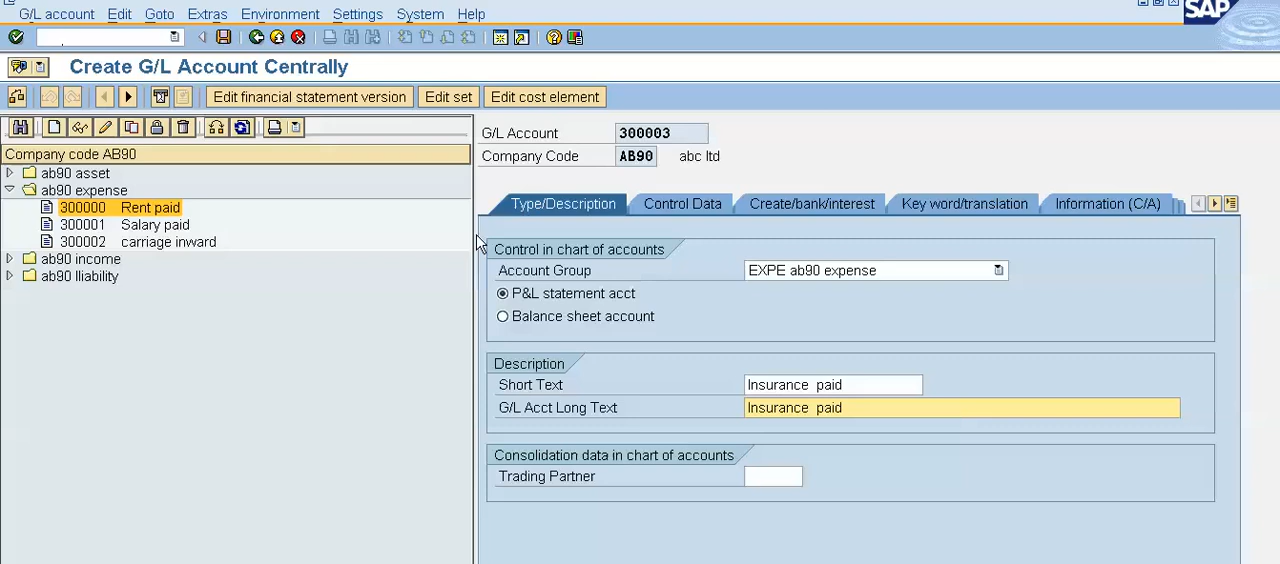 G/L account Edit Goto Extras Environment Settings System Help
SAP
Create G/L Account Centrally
Edit financial statement version Edit set Edit cost element
Company code AB90
ab90 asset
ab90 expense
300000 Rent paid
300001 Salary paid
300002 carriage inward
ab90 income
ab90 lliability
G/L Account 300003
Company Code AB90 abc ltd
Type/Description Control Data Create/bank/interest Key word/translation Information (C/A)
Control in chart of accounts
Account Group EXPE ab90 expense
P&L statement acct
Balance sheet account
Description
Short Text Insurance paid
G/L Acct Long Text Insurance paid
Consolidation data in chart of accounts
Trading Partner